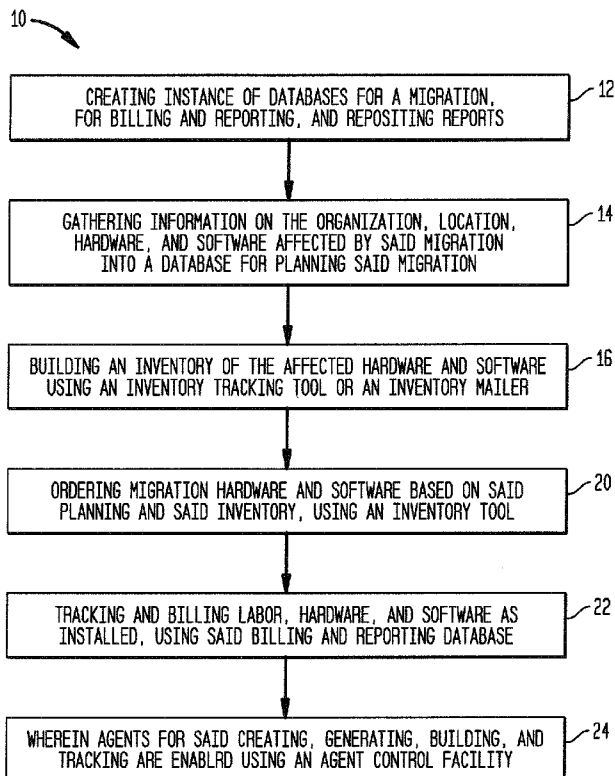 10
CREATING INSTANCE OF DATABASES FOR A MIGRATION,
FOR BILLING AND REPORTING, AND REPOSITING REPORTS
12
GATHERING INFORMATION ON THE ORGANIZATION, LOCATION,
HARDWARE, AND SOFTWARE AFFECTED BY SAID MIGRATION
INTO A DATABASE FOR PLANNING SAID MIGRATION
14
BUILDING AN INVENTORY OF THE AFFECTED HARDWARE AND SOFTWARE
USING AN INVENTORY TRACKING TOOL OR AN INVENTORY MAILER
16
ORDERING MIGRATION HARDWARE AND SOFTWARE BASED ON SAID
PLANNING AND SAID INVENTORY, USING AN INVENTORY TOOL
20
TRACKING AND BILLING LABOR, HARDWARE, AND SOFTWARE AS
INSTALLED, USING SAID BILLING AND REPORTING DATABASE
22
WHEREIN AGENTS FOR SAID CREATING, GENERATING, BUILDING, AND
TRACKING ARE ENABLRD USING AN AGENT CONTROL FACILITY
24